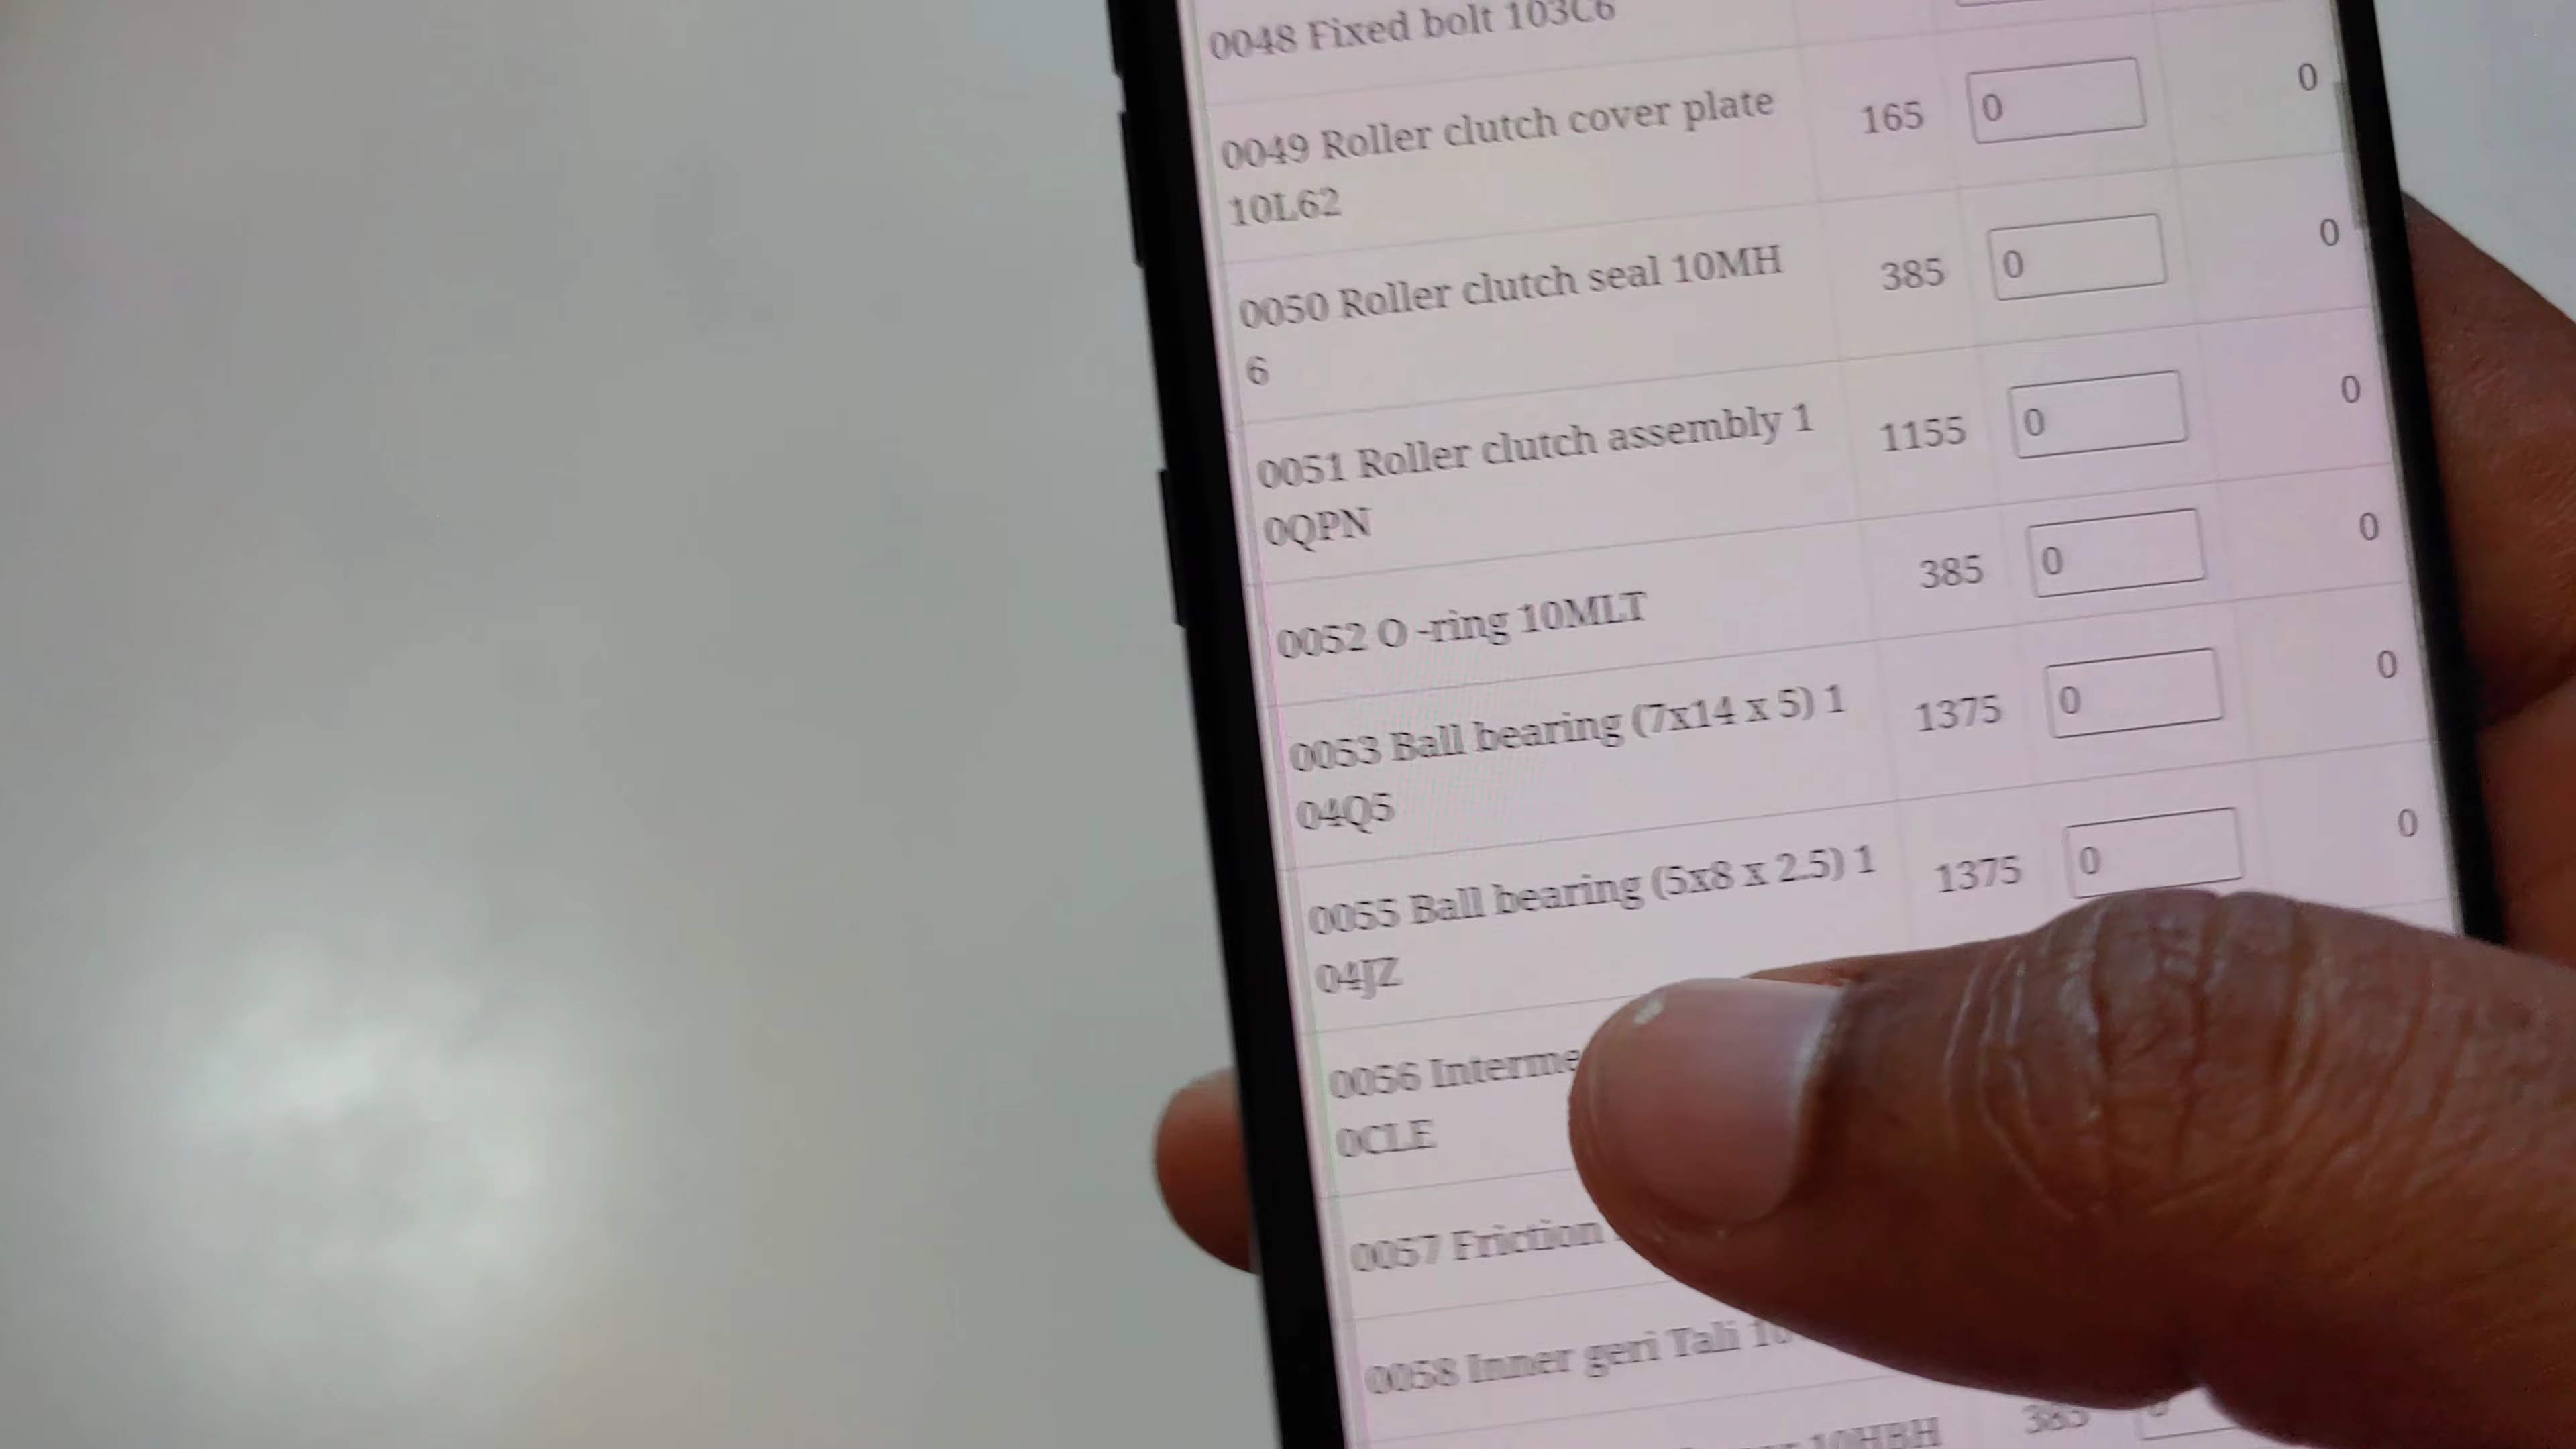 0048 Fixed bolt 103C6
0049 Roller clutch cover plate 165 0 0
10L62
0050 Roller clutch seal 10MH 385 0 0
6
0051 Roller clutch assembly 1 1155 0 0
0QPN
0052 O -ring 10MLT 385 0 0
0053 Ball bearing (7x14 x 5) 1 1375 0 0
04Q5
0055 Ball bearing (5x8 x 2.5) 1 1375 0 0
04JZ
0056
0CLE
0057 Friction
0058 Inner geri Tali
10HBH 385